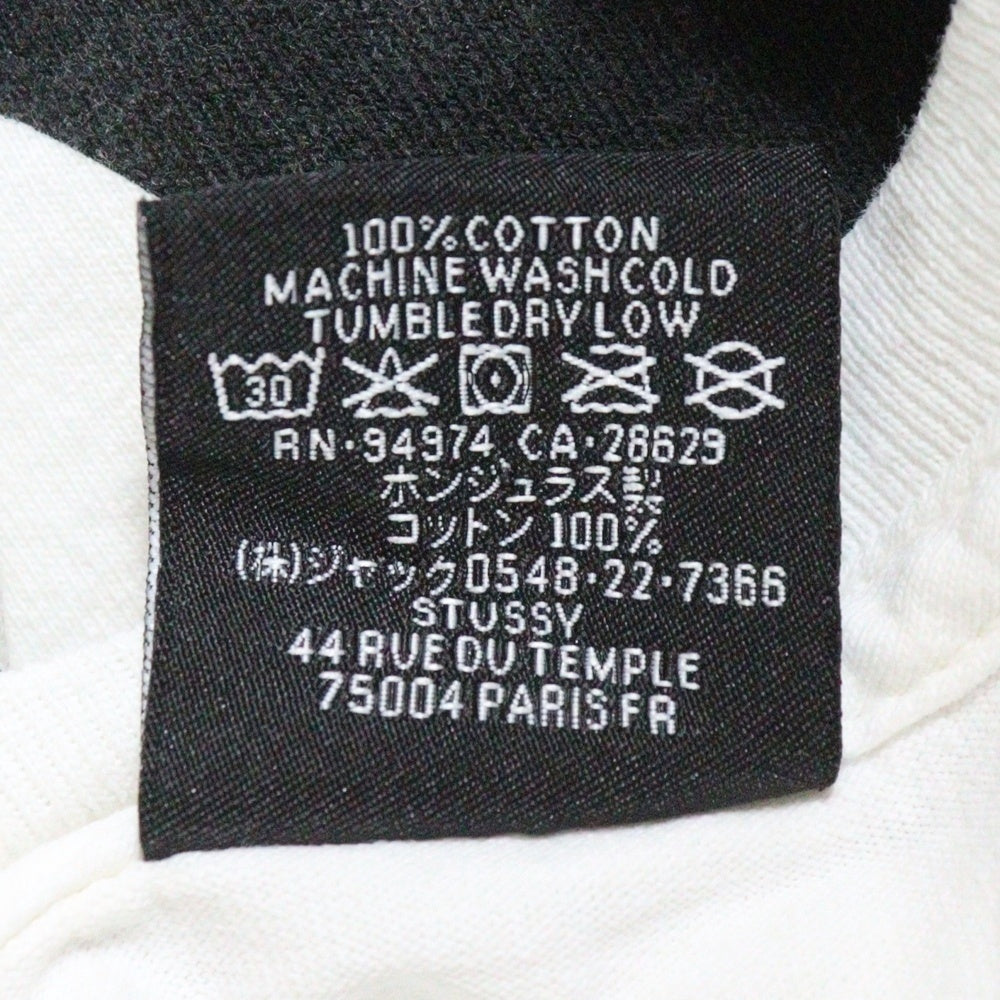 100% COTTON
MACHINE WASH COLD
TUMBLE DRY LOW
30
RN·94974 CA·28629
ホンジュラス製
コットン 100%
(株)ジャック0548·22·7366
STUSSY
44 RUE DU TEMPLE
75004 PARIS FR